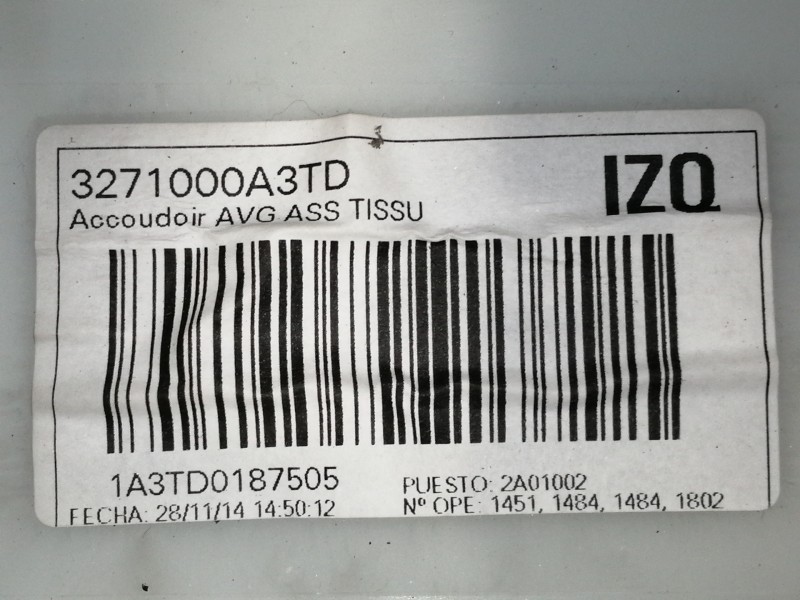 3271000A3TD
IZQ
Accoudoir AVG ASS TISSU
1A3TD0187505
PUESTO: 2A01002
FECHA: 28/11/14 14:50:12
Nº OPE: 1451, 1484, 1484, 1802